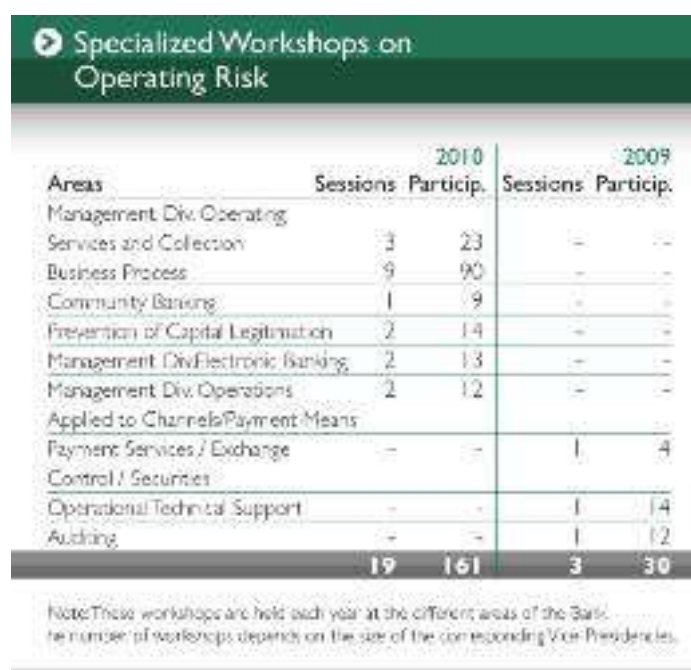 Specialized Workshops on
Operating Risk
2010 2009
Areas Sessions Particip. Sessions Particip.
Management Div. Operating
Services and Collection 3 23 - -
Business Process 9 90 - -
Community Banking 1 9 - -
Prevention of Capital Legitimation 2 14 - -
Management Div.Electronic Banking 2 13 - -
Management Div. Operations 2 12 - -
Applied to Channels/Payment Means
Payment Services / Exchange - - 1 4
Control / Securities
Operational Technical Support - - 1 14
Auditing - - 1 12
19 161 3 30
Note:These workshops are held each year at the different areas of the Bank.
he number of workshops depends on the size of the corresponding Vice Presidencies.